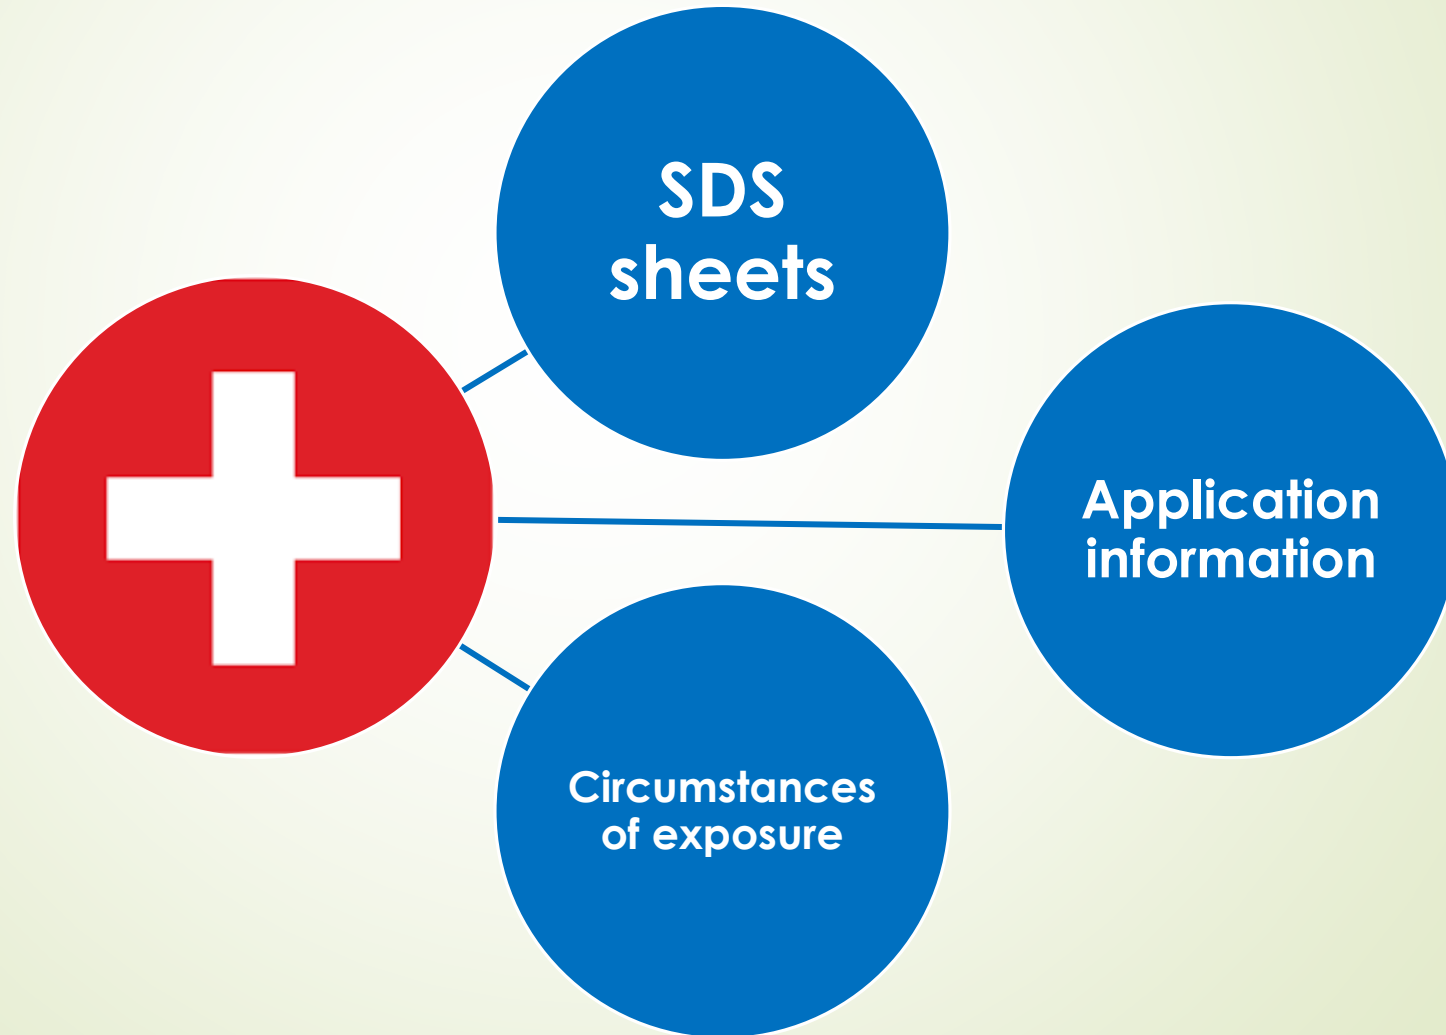 SDS
sheets
Application
information
Circumstances
of exposure